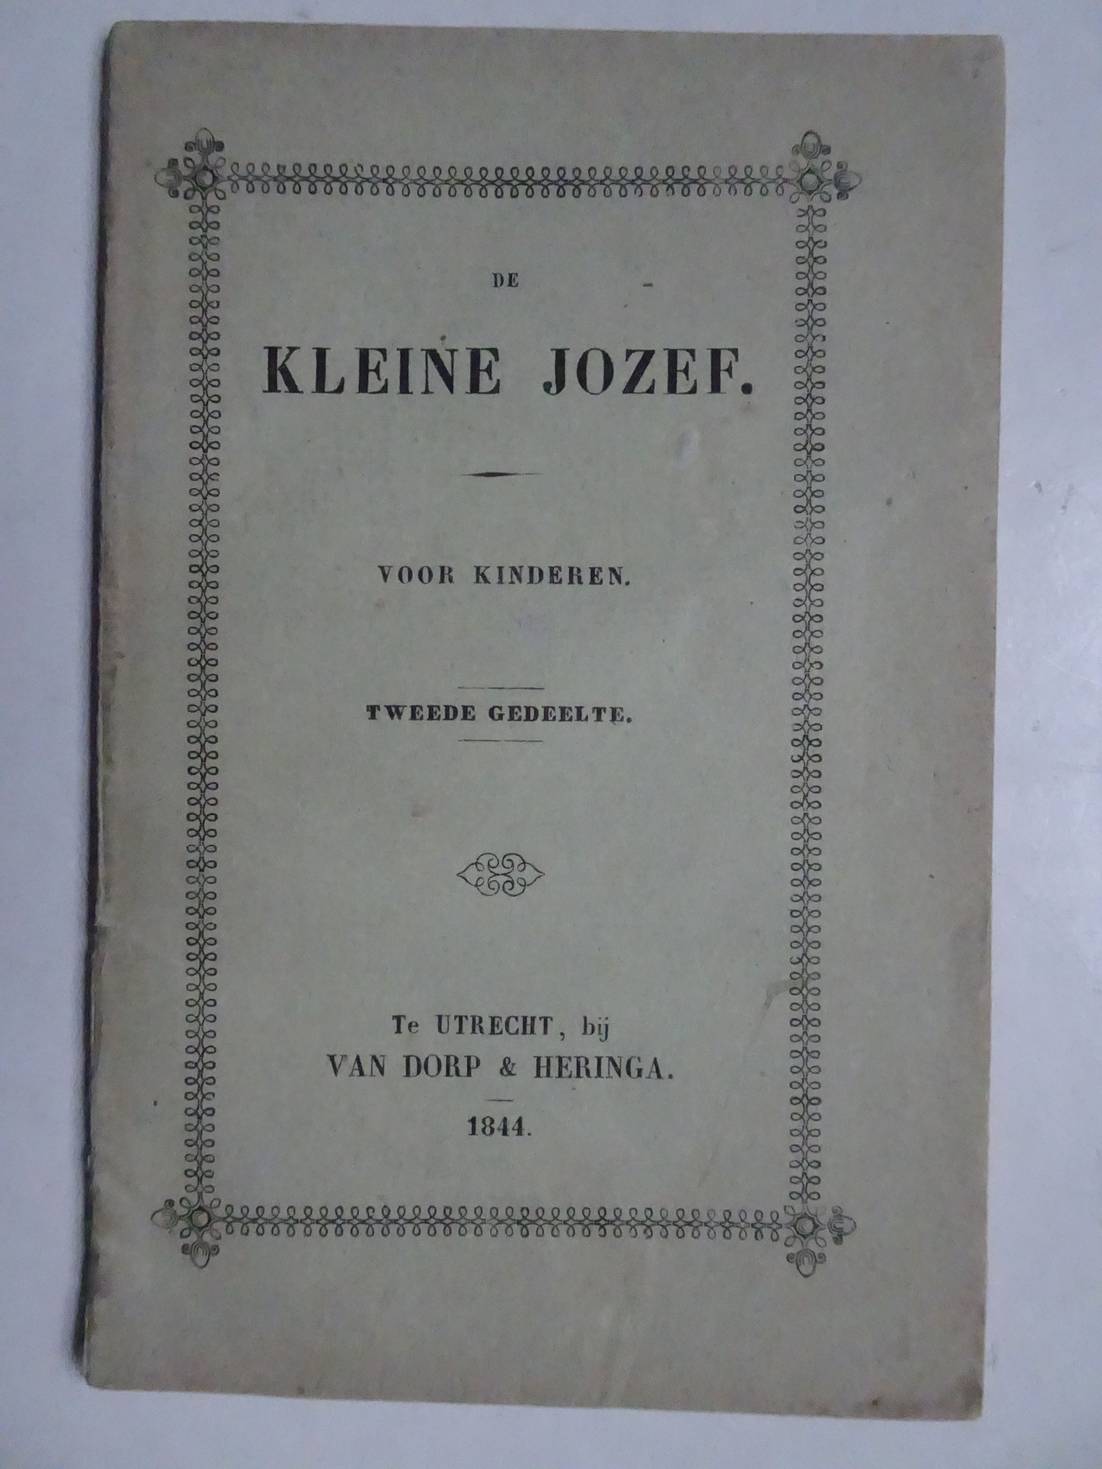 DE
KLEINE JOZEF.
VOOR KINDEREN.
TWEEDE GEDEELTE.
Te UTRECHT, bij
VAN DORP & HERINGA.
1844.